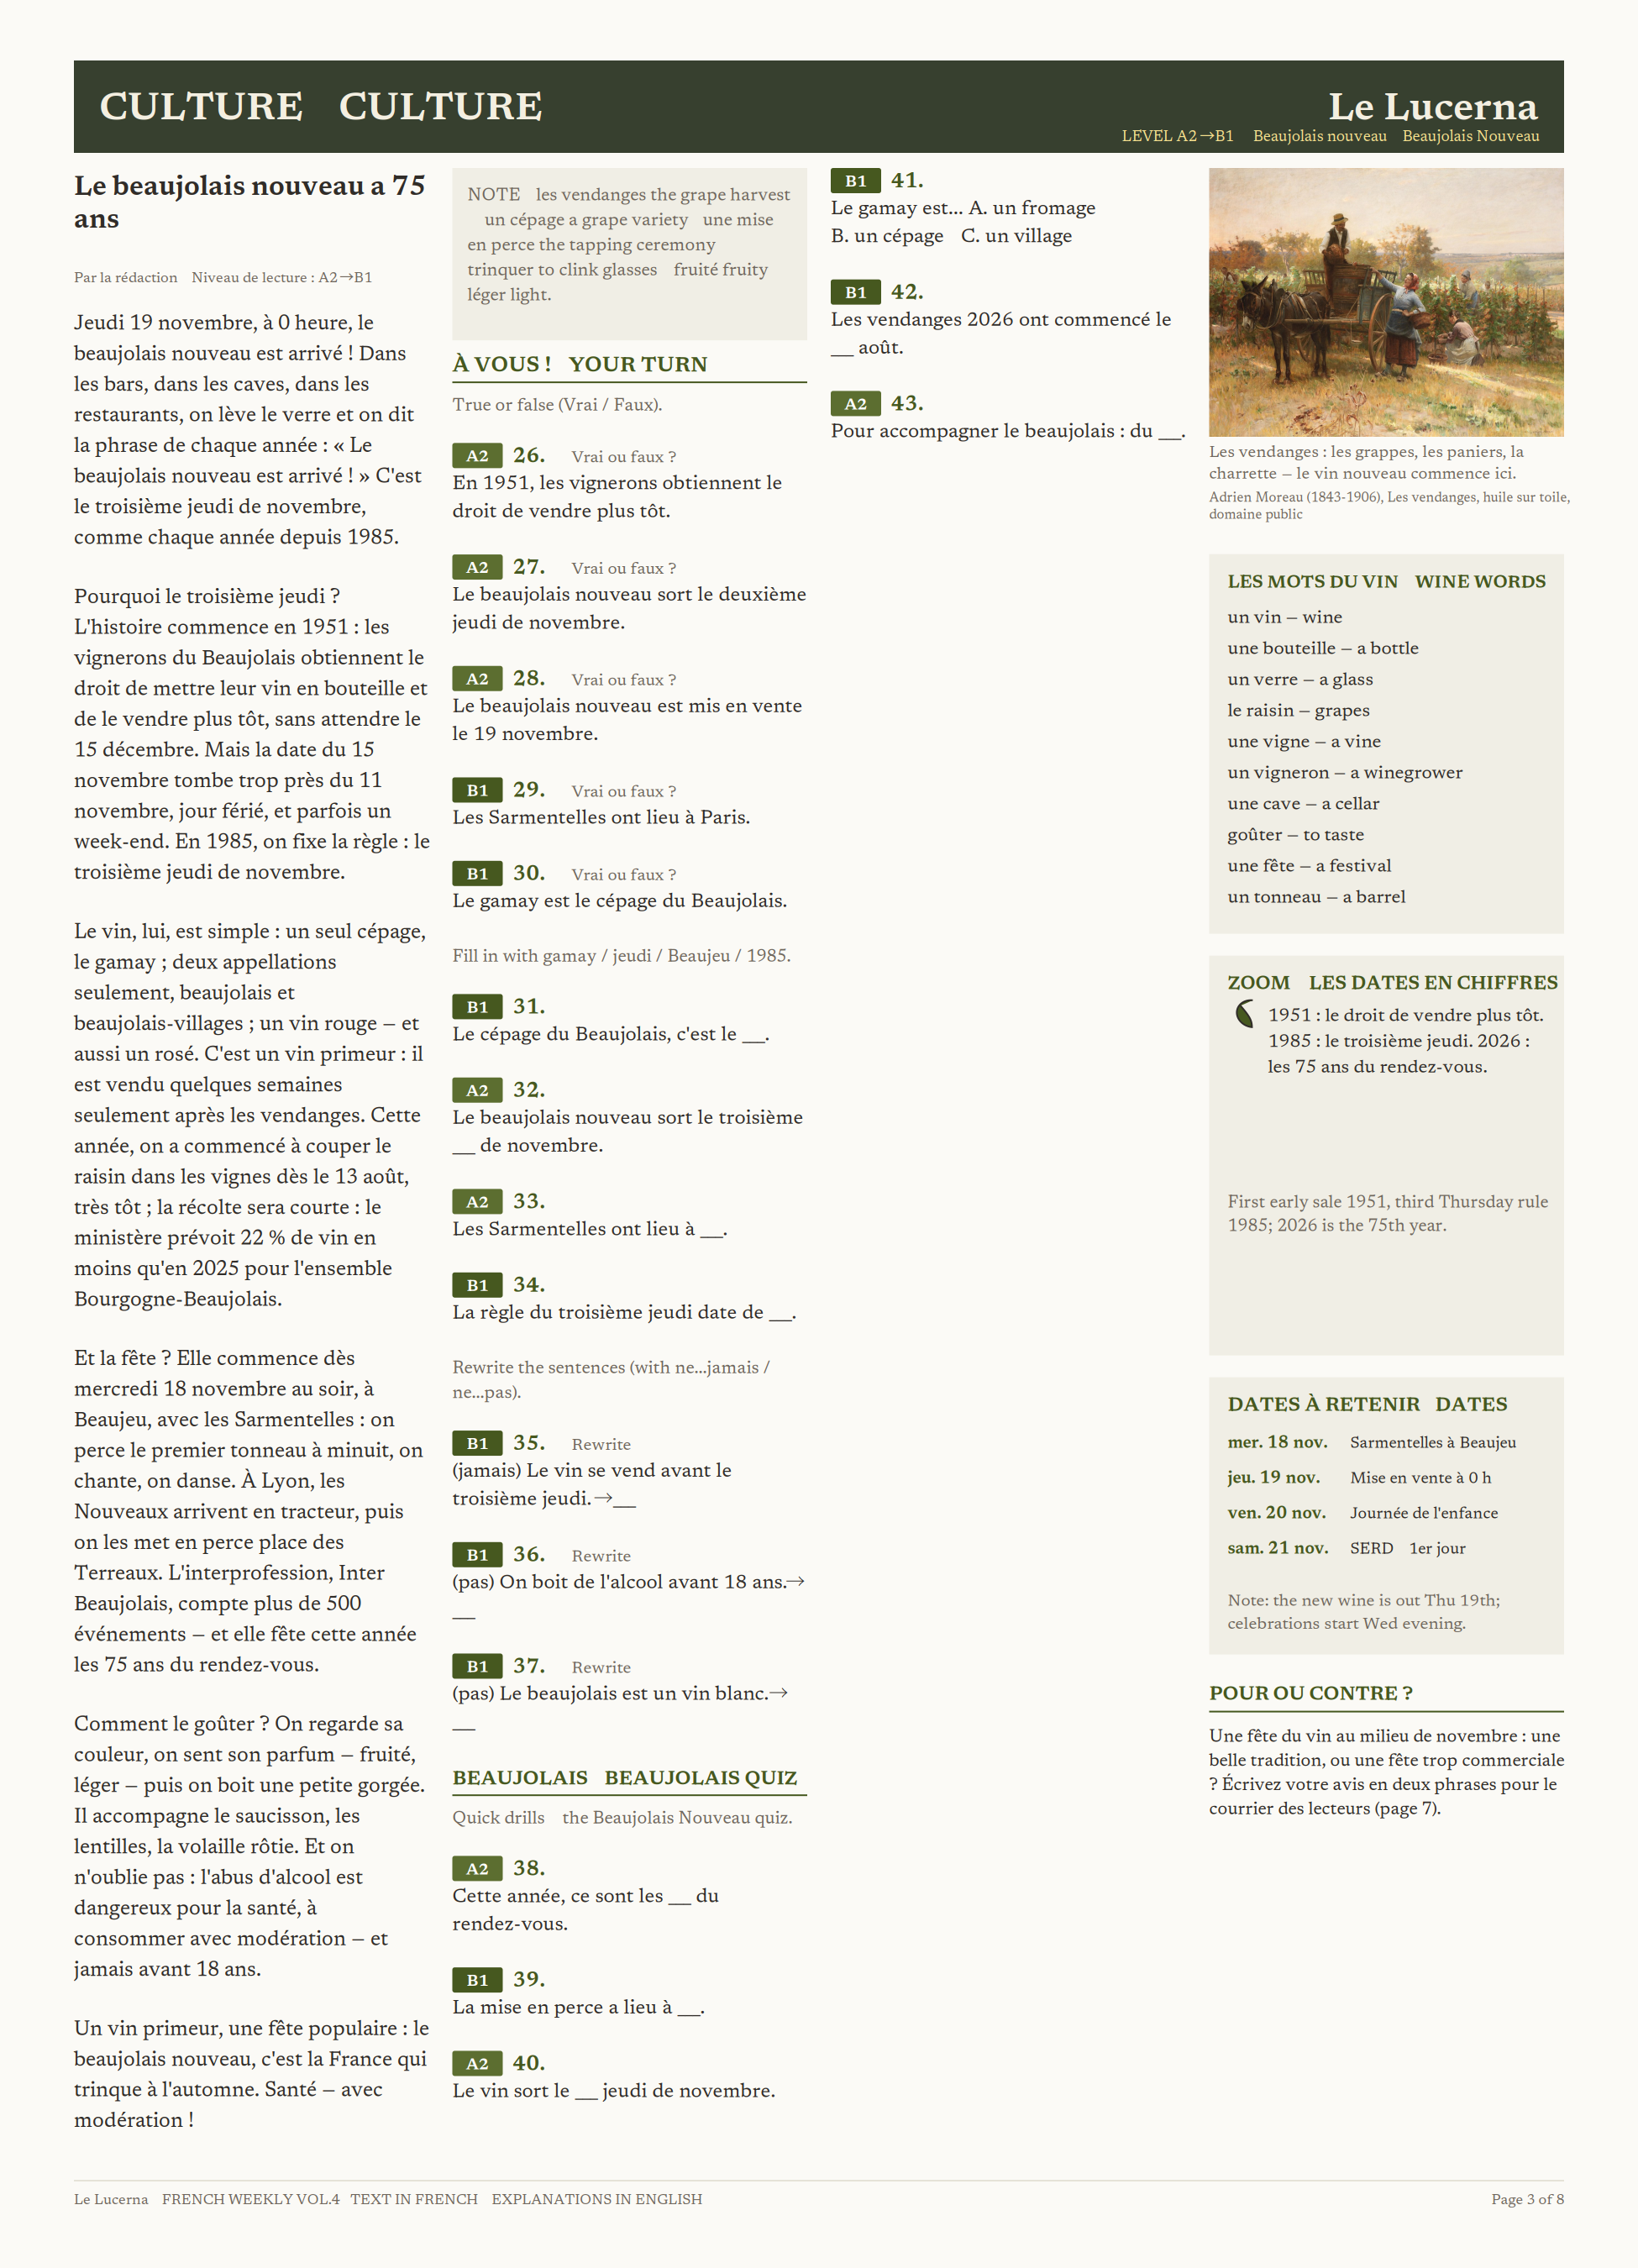 CULTURE CULTURE
Le Lucerna
LEVEL A2→B1 Beaujolais nouveau Beaujolais Nouveau
Le beaujolais nouveau a 75
ans
Par la rédaction Niveau de lecture : A2→B1
Jeudi 19 novembre, à 0 heure, le
beaujolais nouveau est arrivé ! Dans
les bars, dans les caves, dans les
restaurants, on lève le verre et on dit
la phrase de chaque année : « Le
beaujolais nouveau est arrivé ! » C'est
le troisième jeudi de novembre,
comme chaque année depuis 1985.
Pourquoi le troisième jeudi ?
L'histoire commence en 1951 : les
vignerons du Beaujolais obtiennent le
droit de mettre leur vin en bouteille et
de le vendre plus tôt, sans attendre le
15 décembre. Mais la date du 15
novembre tombe trop près du 11
novembre, jour férié, et parfois un
week-end. En 1985, on fixe la règle : le
troisième jeudi de novembre.
Le vin, lui, est simple : un seul cépage,
le gamay ; deux appellations
seulement, beaujolais et
beaujolais-villages ; un vin rouge – et
aussi un rosé. C'est un vin primeur : il
est vendu quelques semaines
seulement après les vendanges. Cette
année, on a commencé à couper le
raisin dans les vignes dès le 13 août,
très tôt ; la récolte sera courte : le
ministère prévoit 22 % de vin en
moins qu'en 2025 pour l'ensemble
Bourgogne-Beaujolais.
Et la fête ? Elle commence dès
mercredi 18 novembre au soir, à
Beaujeu, avec les Sarmentelles : on
perce le premier tonneau à minuit, on
chante, on danse. À Lyon, les
Nouveaux arrivent en tracteur, puis
on les met en perce place des
Terreaux. L'interprofession, Inter
Beaujolais, compte plus de 500
événements – et elle fête cette année
les 75 ans du rendez-vous.
Comment le goûter ? On regarde sa
couleur, on sent son parfum – fruité,
léger – puis on boit une petite gorgée.
Il accompagne le saucisson, les
lentilles, la volaille rôtie. Et on
n'oublie pas : l'abus d'alcool est
dangereux pour la santé, à
consommer avec modération – et
jamais avant 18 ans.
Un vin primeur, une fête populaire : le
beaujolais nouveau, c'est la France qui
trinque à l'automne. Santé – avec
modération !
NOTE les vendanges the grape harvest
un cépage a grape variety une mise
en perce the tapping ceremony
trinquer to clink glasses fruité fruity
léger light.
À VOUS ! YOUR TURN
True or false (Vrai / Faux).
A2 26. Vrai ou faux ?
En 1951, les vignerons obtiennent le
droit de vendre plus tôt.
A2 27. Vrai ou faux ?
Le beaujolais nouveau sort le deuxième
jeudi de novembre.
A2 28. Vrai ou faux ?
Le beaujolais nouveau est mis en vente
le 19 novembre.
B1 29. Vrai ou faux ?
Les Sarmentelles ont lieu à Paris.
B1 30. Vrai ou faux ?
Le gamay est le cépage du Beaujolais.
Fill in with gamay / jeudi / Beaujeu / 1985.
B1 31.
Le cépage du Beaujolais, c'est le __.
A2 32.
Le beaujolais nouveau sort le troisième
__ de novembre.
A2 33.
Les Sarmentelles ont lieu à __.
B1 34.
La règle du troisième jeudi date de __.
Rewrite the sentences (with ne...jamais /
ne...pas).
B1 35. Rewrite
(jamais) Le vin se vend avant le
troisième jeudi.→__
B1 36. Rewrite
(pas) On boit de l'alcool avant 18 ans.→
__
B1 37. Rewrite
(pas) Le beaujolais est un vin blanc.→
__
BEAUJOLAIS BEAUJOLAIS QUIZ
Quick drills the Beaujolais Nouveau quiz.
A2 38.
Cette année, ce sont les __ du
rendez-vous.
B1 39.
La mise en perce a lieu à __.
A2 40.
Le vin sort le __ jeudi de novembre.
B1 41.
Le gamay est... A. un fromage
B. un cépage C. un village
B1 42.
Les vendanges 2026 ont commencé le
__ août.
A2 43.
Pour accompagner le beaujolais : du __.
Les vendanges : les grappes, les paniers, la
charrette – le vin nouveau commence ici.
Adrien Moreau (1843-1906), Les vendanges, huile sur toile,
domaine public
LES MOTS DU VIN WINE WORDS
un vin – wine
une bouteille – a bottle
un verre – a glass
le raisin – grapes
une vigne – a vine
un vigneron – a winegrower
une cave – a cellar
goûter – to taste
une fête – a festival
un tonneau – a barrel
ZOOM LES DATES EN CHIFFRES
1951 : le droit de vendre plus tôt.
1985 : le troisième jeudi. 2026 :
les 75 ans du rendez-vous.
First early sale 1951, third Thursday rule
1985; 2026 is the 75th year.
DATES À RETENIR DATES
mer. 18 nov. Sarmentelles à Beaujeu
jeu. 19 nov. Mise en vente à 0 h
ven. 20 nov. Journée de l'enfance
sam. 21 nov. SERD 1er jour
Note: the new wine is out Thu 19th;
celebrations start Wed evening.
POUR OU CONTRE ?
Une fête du vin au milieu de novembre : une
belle tradition, ou une fête trop commerciale
? Écrivez votre avis en deux phrases pour le
courrier des lecteurs (page 7).
Le Lucerna FRENCH WEEKLY VOL.4 TEXT IN FRENCH EXPLANATIONS IN ENGLISH
Page 3 of 8